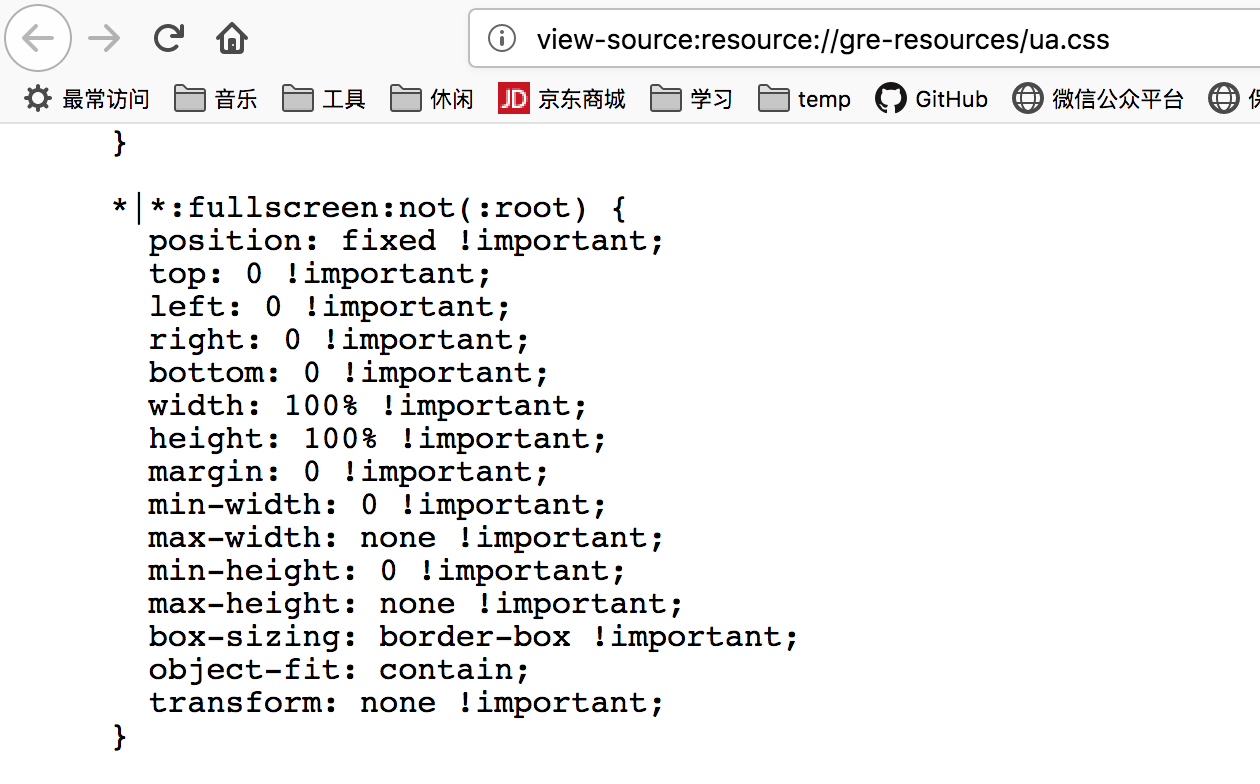 view-source:resource://gre-resources/ua.css
最常访问 音乐 工具 休闲 JD 京东商城 学习 temp GitHub 微信公众平台
}
*|*:fullscreen:not(:root) {
position: fixed !important;
top: 0 !important;
left: 0 !important;
right: 0 !important;
bottom: 0 !important;
width: 100% !important;
height: 100% !important;
margin: 0 !important;
min-width: 0 !important;
max-width: none !important;
min-height: 0 !important;
max-height: none !important;
box-sizing: border-box !important;
object-fit: contain;
transform: none !important;
}